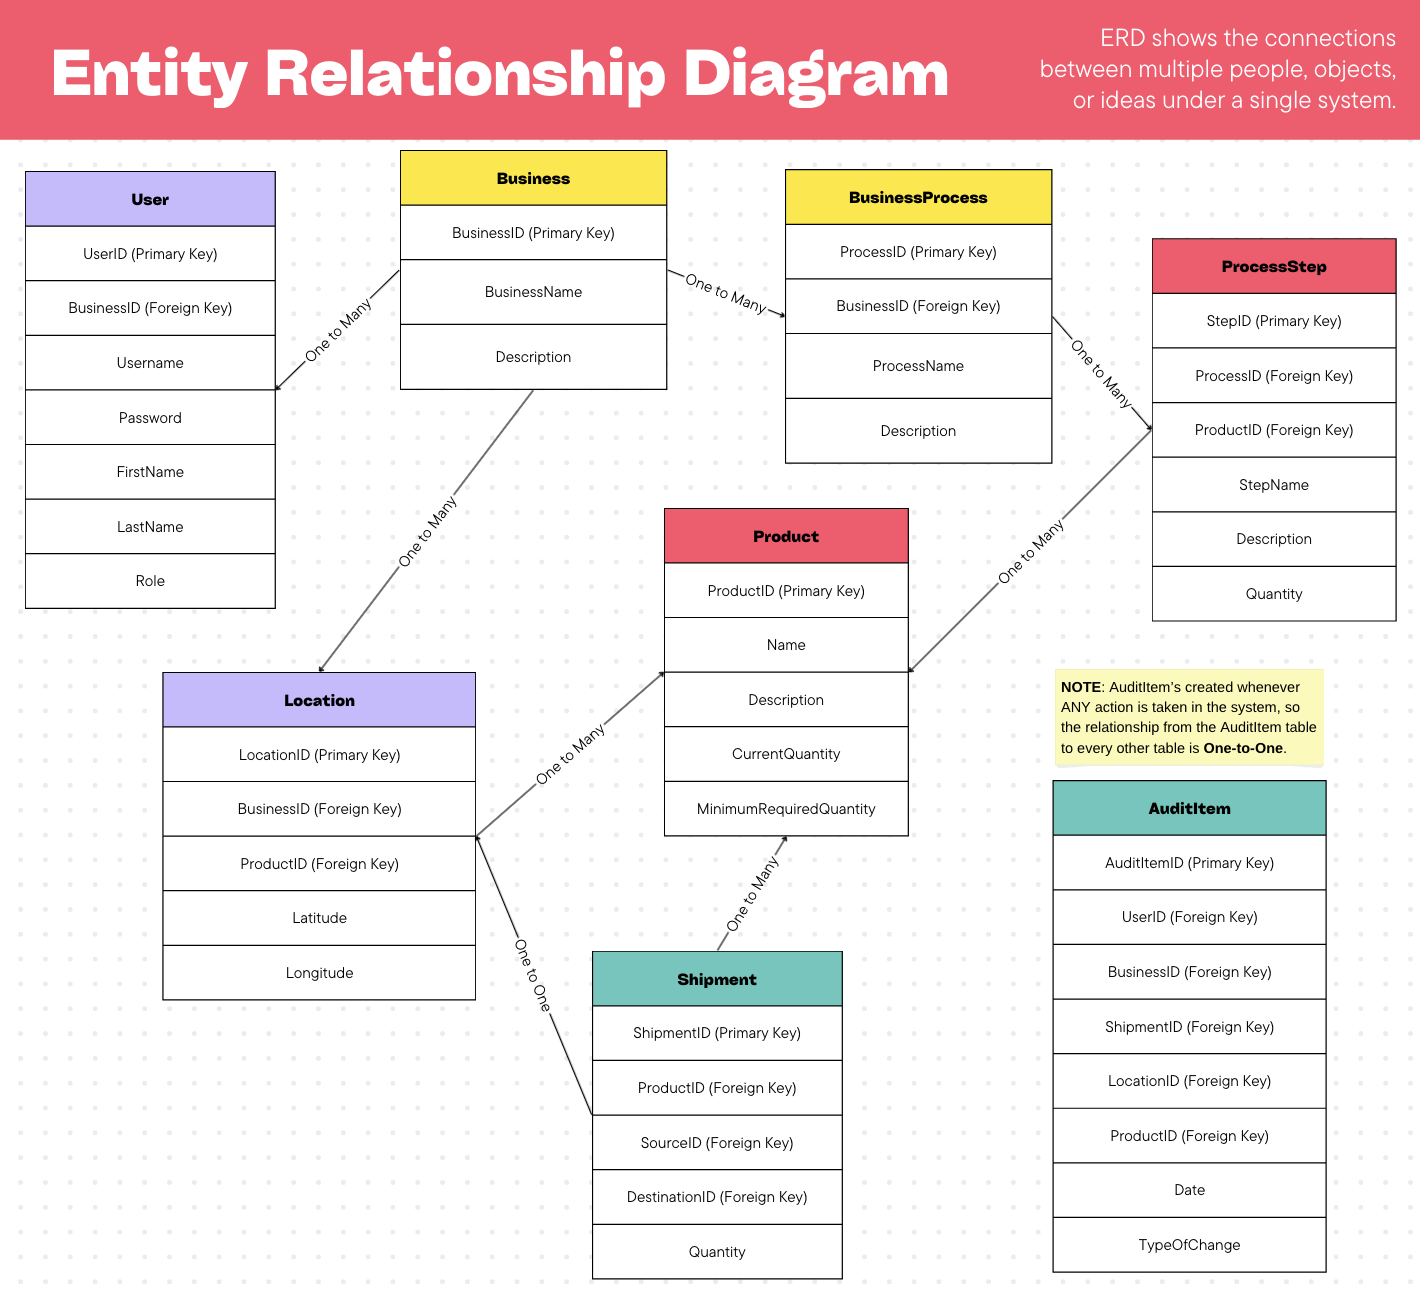 Entity Relationship Diagram
ERD shows the connections
between multiple people, objects,
or ideas under a single system.
User
UserID (Primary Key)
BusinessID (Foreign Key)
Username
Password
FirstName
LastName
Role
One to Many
Business
BusinessID (Primary Key)
BusinessName
Description
One to Many
BusinessProcess
ProcessID (Primary Key)
BusinessID (Foreign Key)
ProcessName
Description
One to Many
ProcessStep
StepID (Primary Key)
ProcessID (Foreign Key)
ProductID (Foreign Key)
StepName
Description
Quantity
One to Many
One to Many
Product
ProductID (Primary Key)
Name
Description
CurrentQuantity
MinimumRequiredQuantity
Location
LocationID (Primary Key)
BusinessID (Foreign Key)
ProductID (Foreign Key)
Latitude
Longitude
One to Many
One to Many
One to One
Shipment
ShipmentID (Primary Key)
ProductID (Foreign Key)
SourceID (Foreign Key)
DestinationID (Foreign Key)
Quantity
NOTE: AuditItem's created whenever
ANY action is taken in the system, so
the relationship from the AuditItem table
to every other table is One-to-One.
AuditItem
AuditItemID (Primary Key)
UserID (Foreign Key)
BusinessID (Foreign Key)
ShipmentID (Foreign Key)
LocationID (Foreign Key)
ProductID (Foreign Key)
Date
TypeOfChange